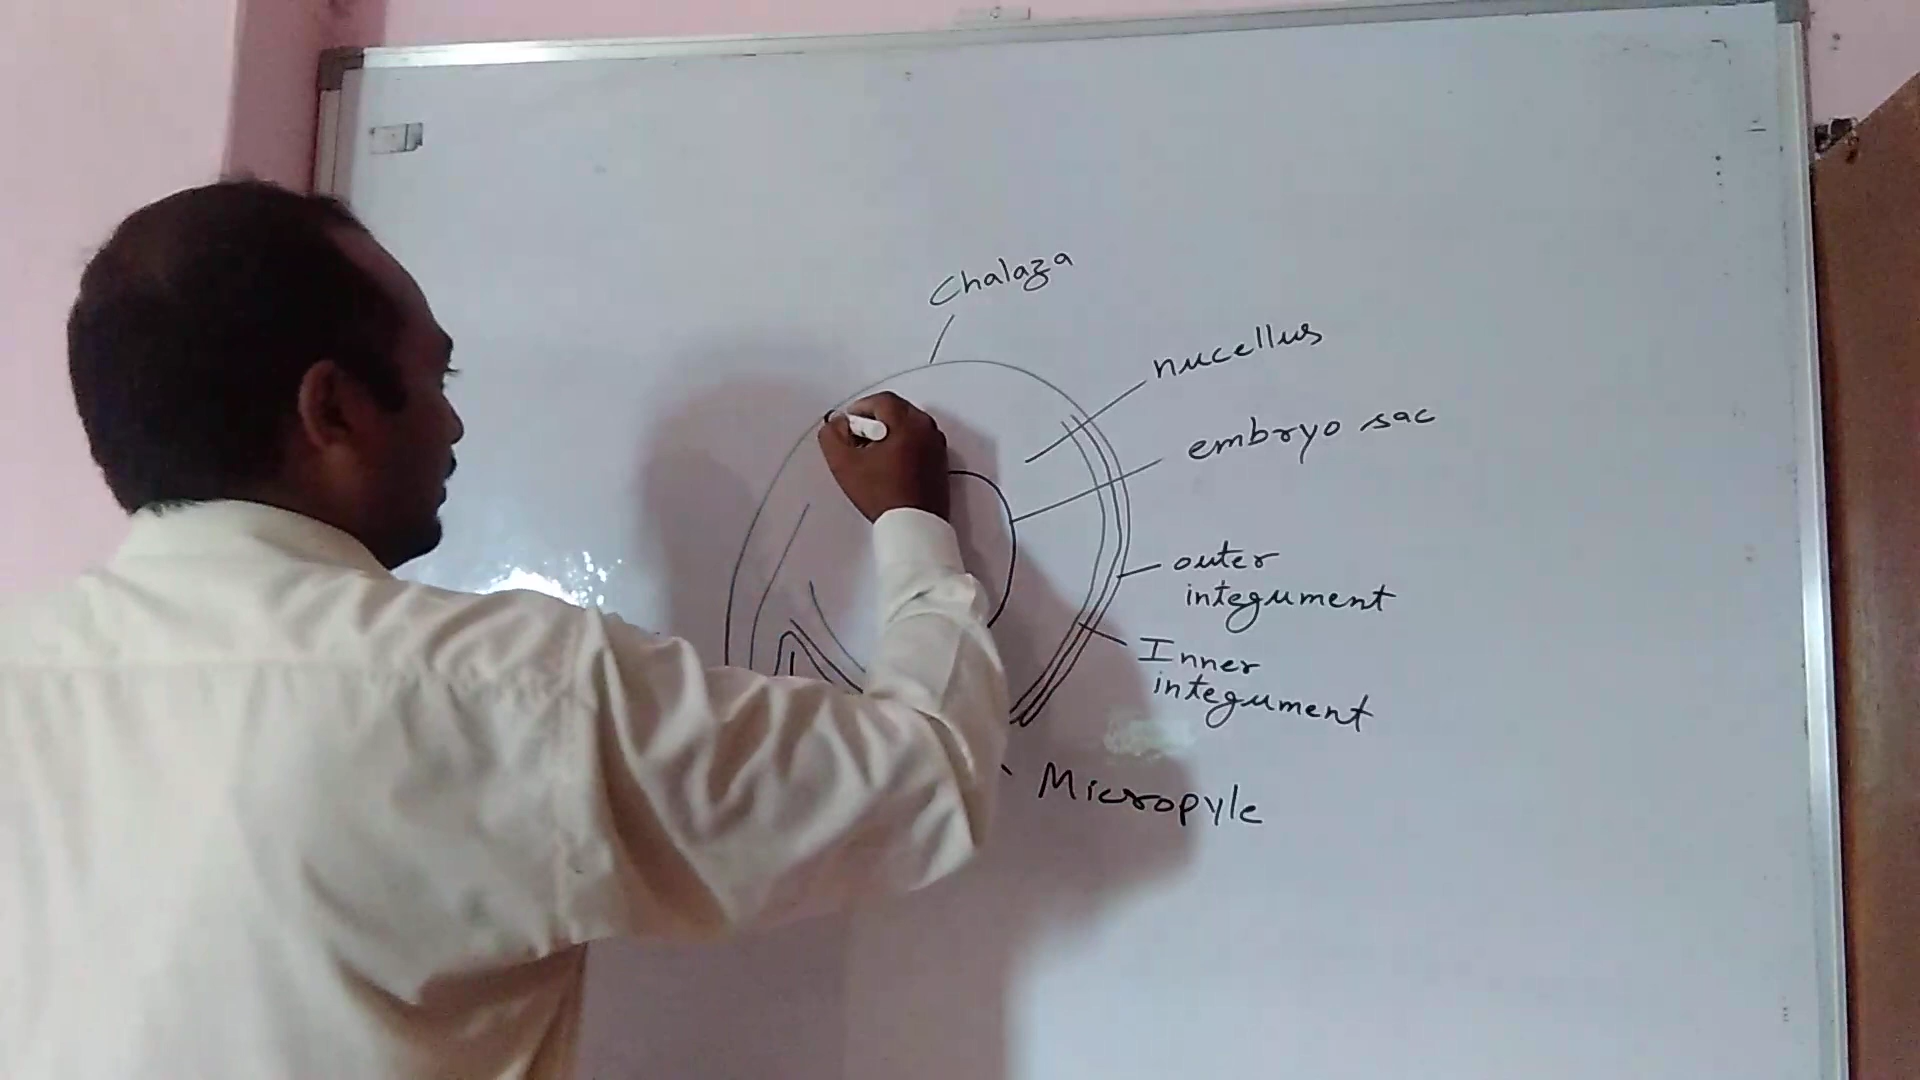 Chalaza
nucellus
embryo sac
outer
integument
Inner
integument
Micropyle